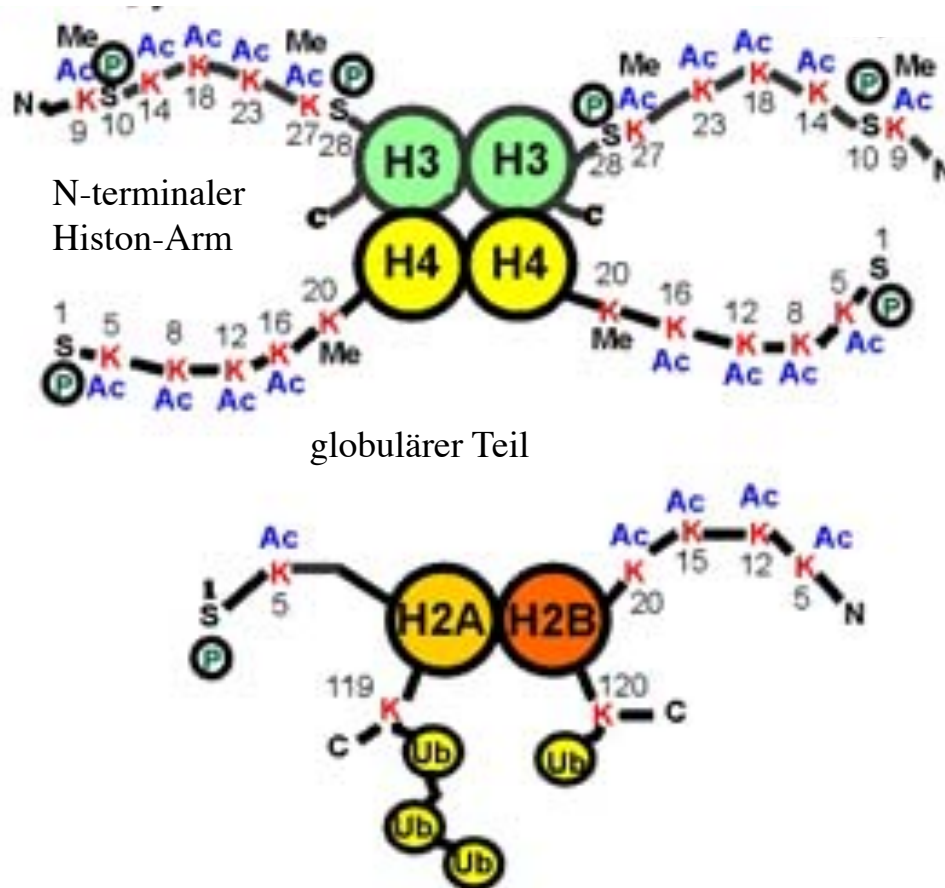 Me Ac P Ac Ac Ac Me Ac P
N K S K K K K S
9 10 14 18 23 27 28
P Me Ac Ac Ac Ac P Me Ac
S K K K K S K N
28 27 23 18 14 10 9
H3 H3
C C
N-terminaler
Histon-Arm
H4 H4
1 5 8 12 16 20
S K K K K K
P Ac Ac Ac Ac Me
20 16 12 8 5 1
K K K K K S
Me Ac Ac Ac Ac P
globulärer Teil
Ac
1 S K
P 5
H2A H2B
Ac Ac Ac Ac
K K K K N
20 15 12 5
119 K C
Ub
Ub
Ub
120 K C
Ub